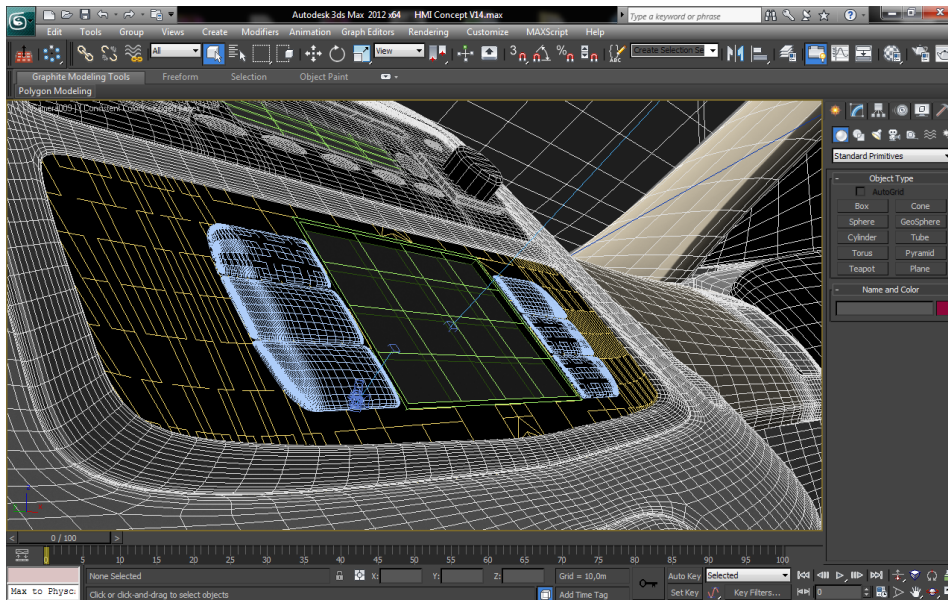 Autodesk 3ds Max 2012 x64 HMI Concept V14.max
Type a keyword or phrase
Edit Tools Group Views Create Modifiers Animation Graph Editors Rendering Customize MAXScript Help
All
View
3
Create Selection Se
ABC
Graphite Modeling Tools Freeform Selection Object Paint
Polygon Modeling
Standard Primitives
- Object Type
AutoGrid
Box Cone
Sphere GeoSphere
Cylinder Tube
Torus Pyramid
Teapot Plane
- Name and Color
< 0 / 100 >
0 5 10 15 20 25 30 35 40 45 50 55 60 65 70 75 80 85 90 95 100
None Selected X: Y: Z: Grid = 10,0m Auto Key Selected
Max to Physc Click or click-and-drag to select objects Add Time Tag Set Key Key Filters... 0